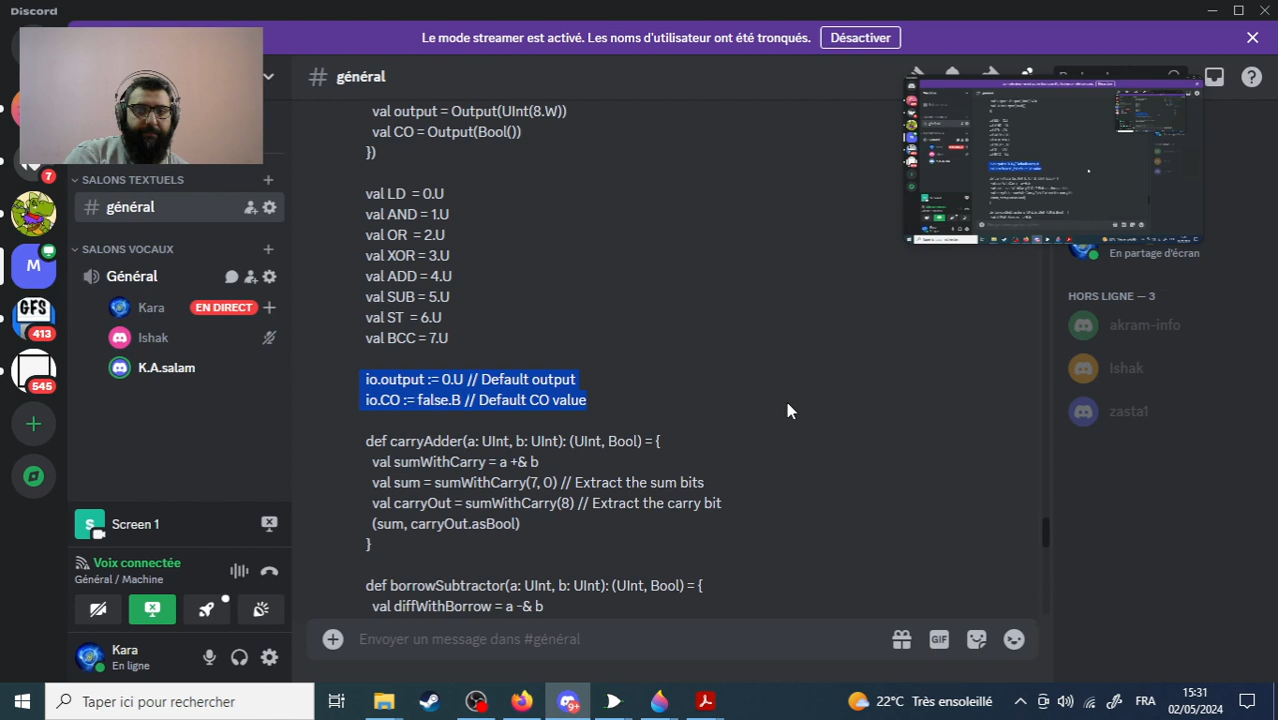 Discord
Le mode streamer est activé. Les noms d'utilisateur ont été tronqués.
Désactiver
# général
SALONS TEXTUELS
# général
SALONS VOCAUX
Général
Kara
EN DIRECT
Ishak
K.A.salam
7
M
GFS
413
545
Screen 1
Voix connectée
Général / Machine
Kara
En ligne
val output = Output(UInt(8.W))
val CO = Output(Bool())
})
val LD = 0.U
val AND = 1.U
val OR = 2.U
val XOR = 3.U
val ADD = 4.U
val SUB = 5.U
val ST = 6.U
val BCC = 7.U
io.output := 0.U // Default output
io.CO := false.B // Default CO value
def carryAdder(a: UInt, b: UInt): (UInt, Bool) = {
val sumWithCarry = a +& b
val sum = sumWithCarry(7, 0) // Extract the sum bits
val carryOut = sumWithCarry(8) // Extract the carry bit
(sum, carryOut.asBool)
}
def borrowSubtractor(a: UInt, b: UInt): (UInt, Bool) = {
val diffWithBorrow = a -& b
Envoyer un message dans #général
GIF
En partage d'écran
HORS LIGNE — 3
akram-info
Ishak
zasta1
Taper ici pour rechercher
9+
22°C Très ensoleillé
FRA
15:31
02/05/2024